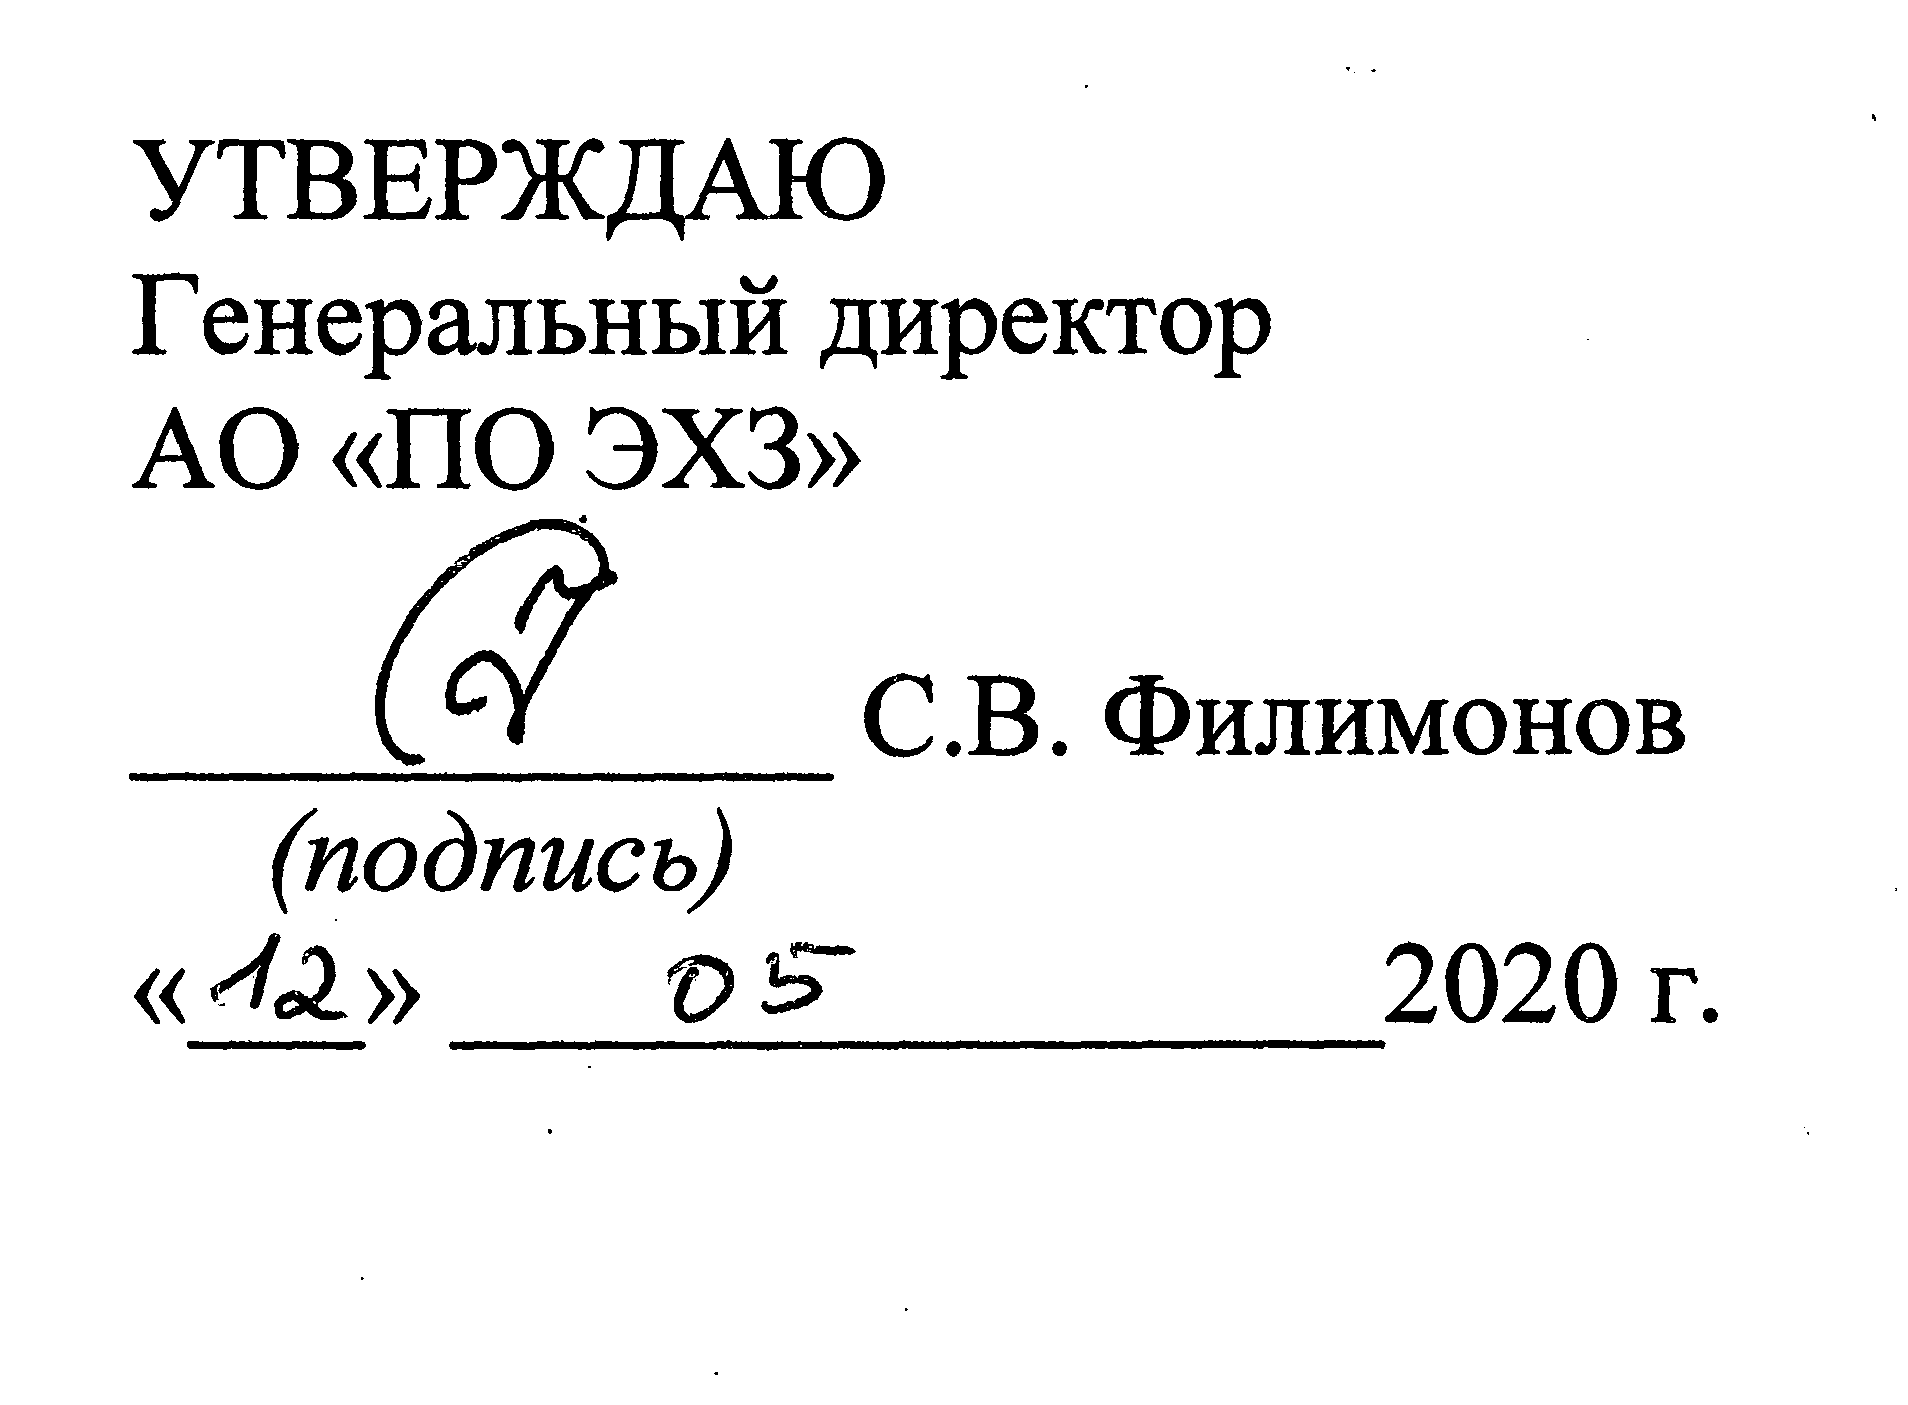 УТВЕРЖДАЮ
Генеральный директор
АО «ПО ЭХЗ»
С.В. Филимонов
(подпись)
«12» 05 2020 г.